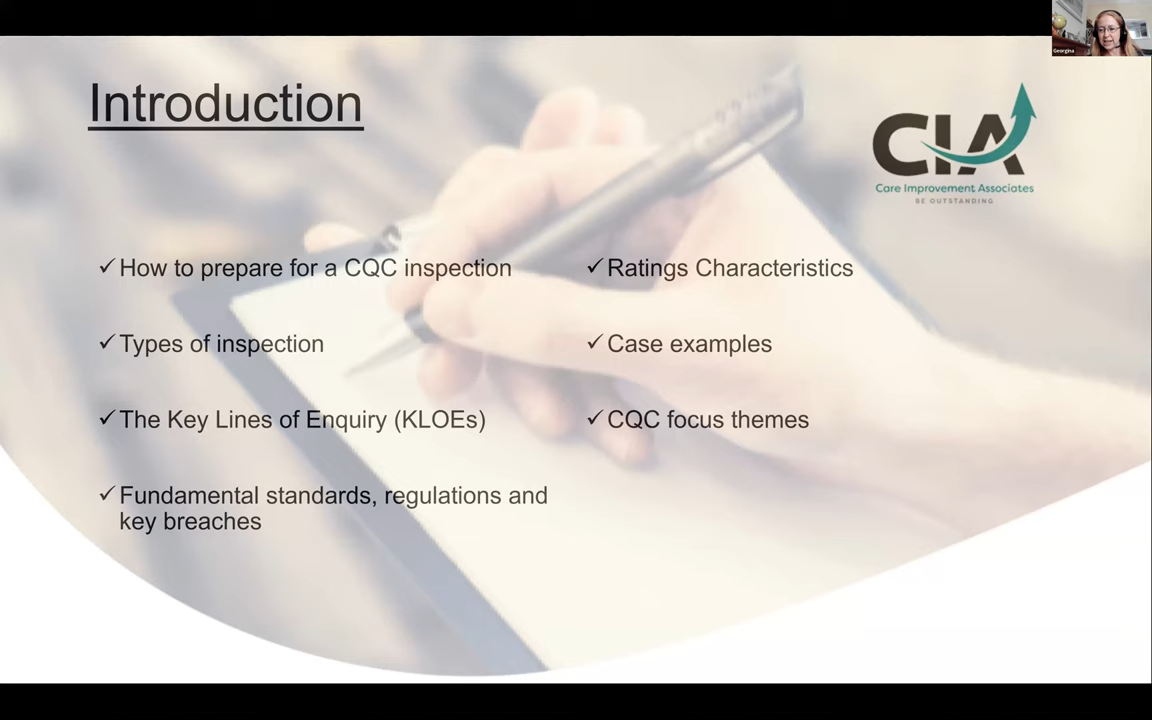 Georgina
Introduction
CIA
Care Improvement Associates
BE OUTSTANDING
How to prepare for a CQC inspection
Types of inspection
The Key Lines of Enquiry (KLOEs)
Fundamental standards, regulations and
key breaches
Ratings Characteristics
Case examples
CQC focus themes